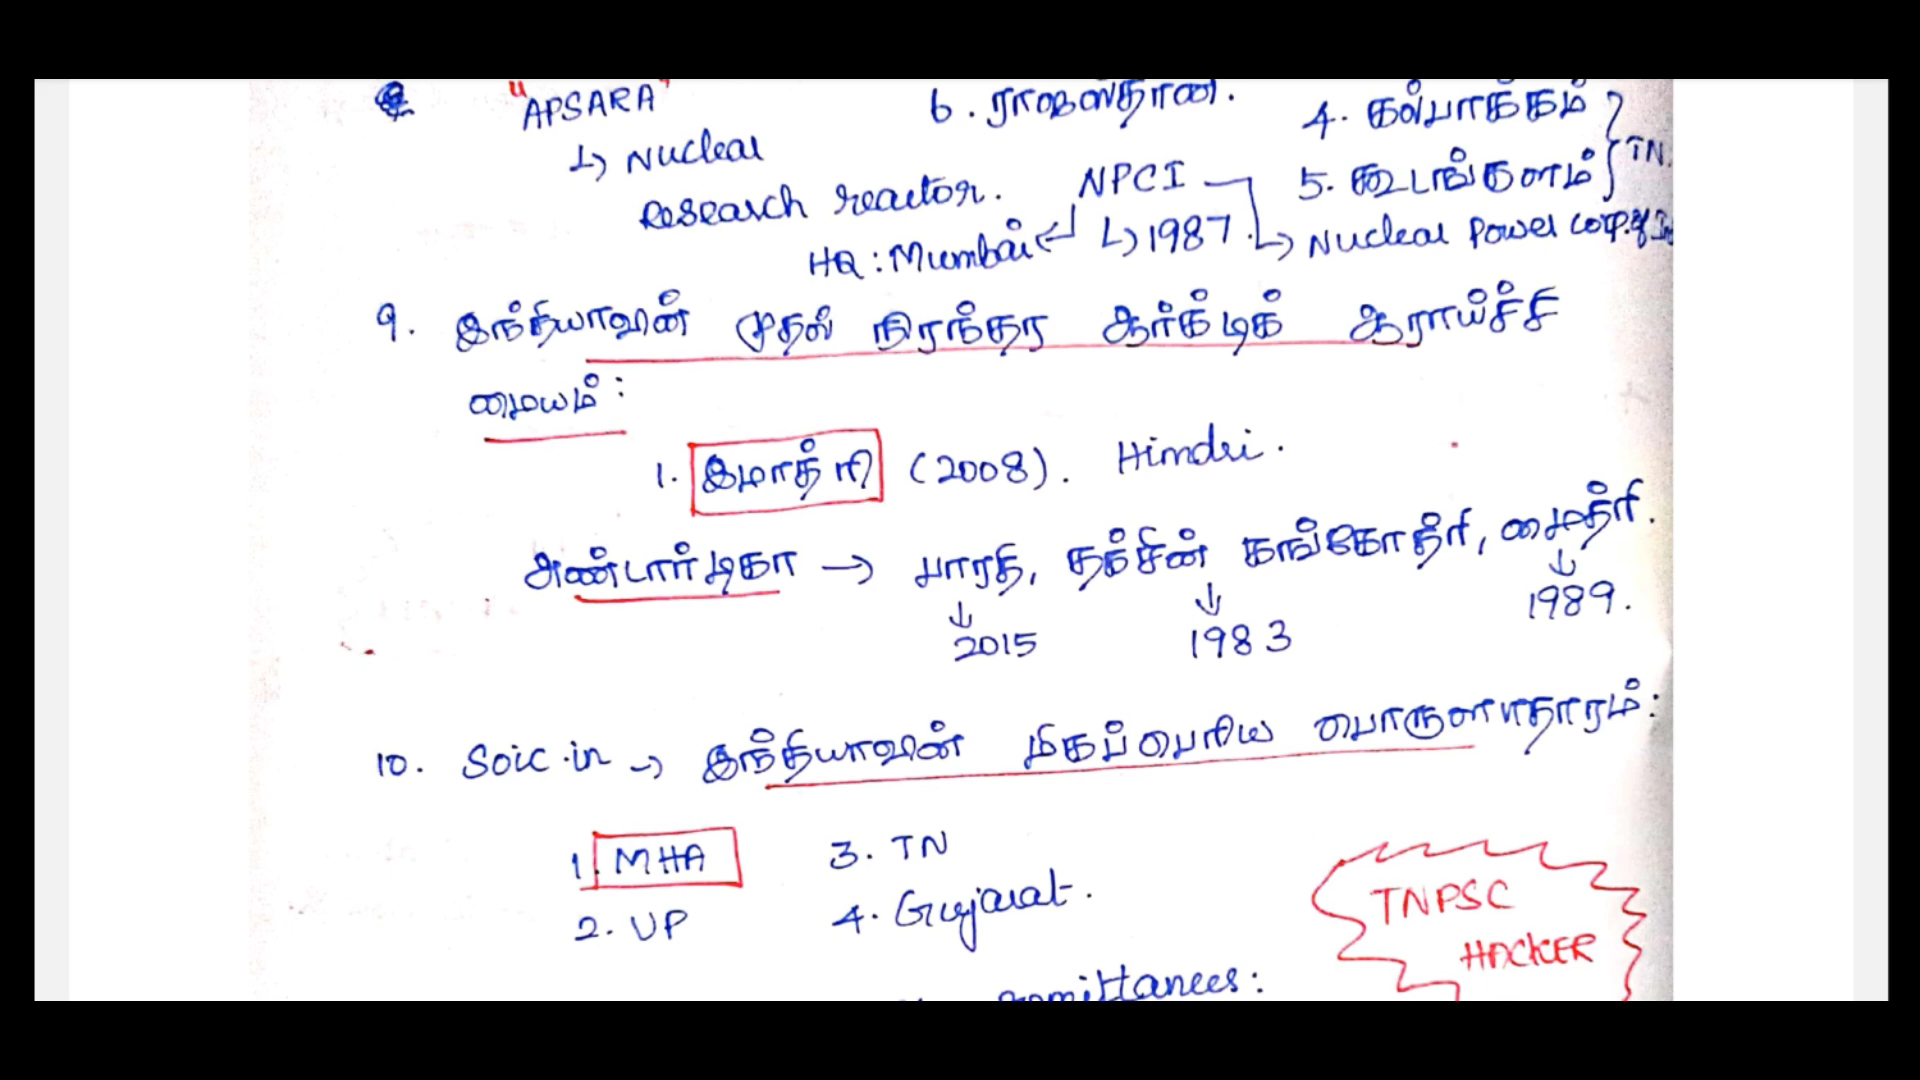 "APSARA"
↳ Nuclear
Research reactor.
6. ராஜஸ்தான்.
4. கல்பாக்கம்
5. கூடங்குளம்
TN.
NPCI
↳ 1987.
HQ : Mumbai
↳ Nuclear Power Corp. of In
9. இந்தியாவின் முதல் நிரந்தர ஆர்க்டிக் ஆராய்ச்சி
மையம் :
1. இமாத்ரி (2008). Himdri.
அண்டார்டிகா → பாரதி, தக்சின் கங்கோத்ரி, மைத்ரி.
2015 1983 1989.
10. Soic.in → இந்தியாவின் மிகப்பெரிய பொருளாதாரம் :
1. MHA 3. TN
2. UP 4. Gujarat.
TNPSC
HACKER